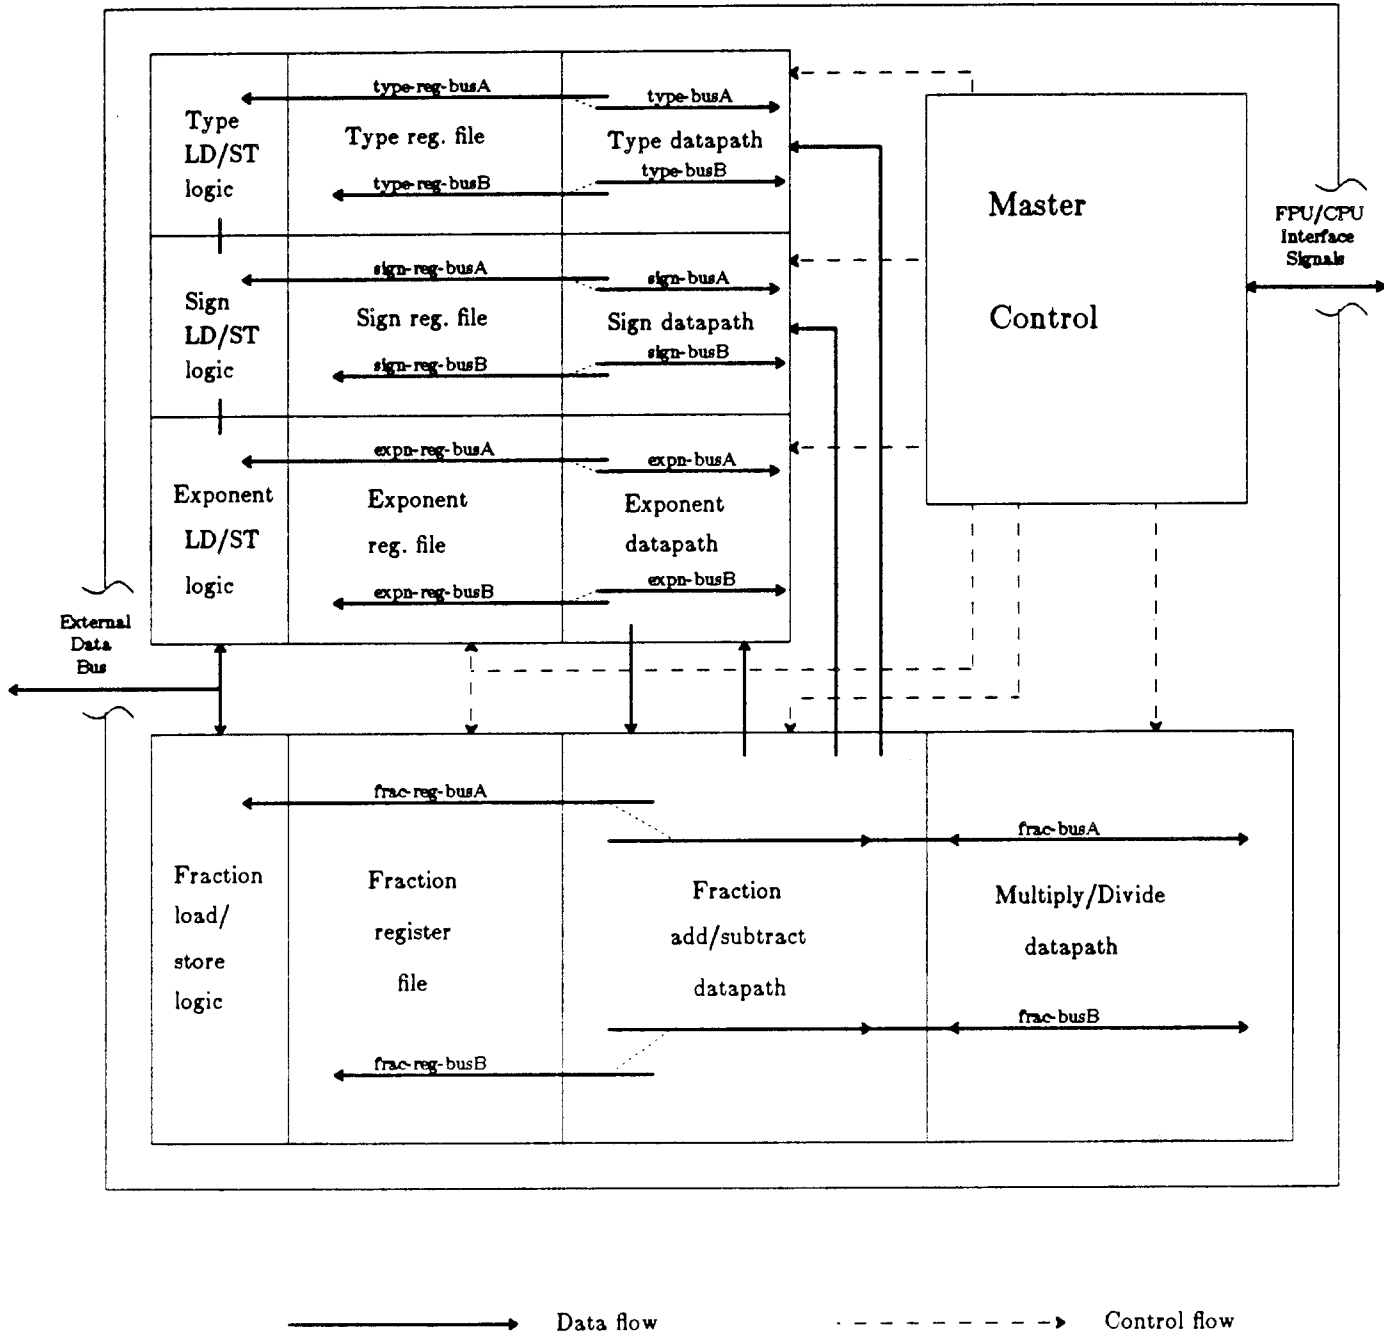 type-reg-busA
type-busA
Type
LD/ST
logic
Type reg. file
Type datapath
type-reg-busB
type-busB
Master
Control
FPU/CPU
Interface
Signals
sign-reg-busA
sign-busA
Sign
LD/ST
logic
Sign reg. file
Sign datapath
sign-reg-busB
sign-busB
expn-reg-busA
expn-busA
Exponent
LD/ST
logic
Exponent
reg. file
Exponent
datapath
expn-reg-busB
expn-busB
External
Data
Bus
frac-reg-busA
frac-busA
Fraction
load/
store
logic
Fraction
register
file
Fraction
add/subtract
datapath
Multiply/Divide
datapath
frac-busB
frac-reg-busB
Data flow
Control flow